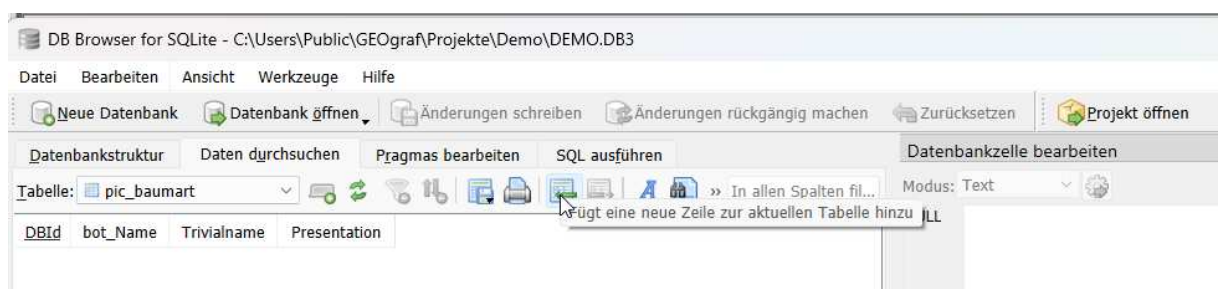 DB Browser for SQLite - C:\Users\Public\GEOgraf\Projekte\Demo\DEMO.DB3
Datei Bearbeiten Ansicht Werkzeuge Hilfe
Neue Datenbank Datenbank öffnen Änderungen schreiben Änderungen rückgängig machen Zurücksetzen Projekt öffnen
Datenbankstruktur Daten durchsuchen Pragmas bearbeiten SQL ausführen Datenbankzelle bearbeiten
Tabelle: pic_baumart » In allen Spalten fil... Modus: Text
Fügt eine neue Zeile zur aktuellen Tabelle hinzu
DBId bot_Name Trivialname Presentation